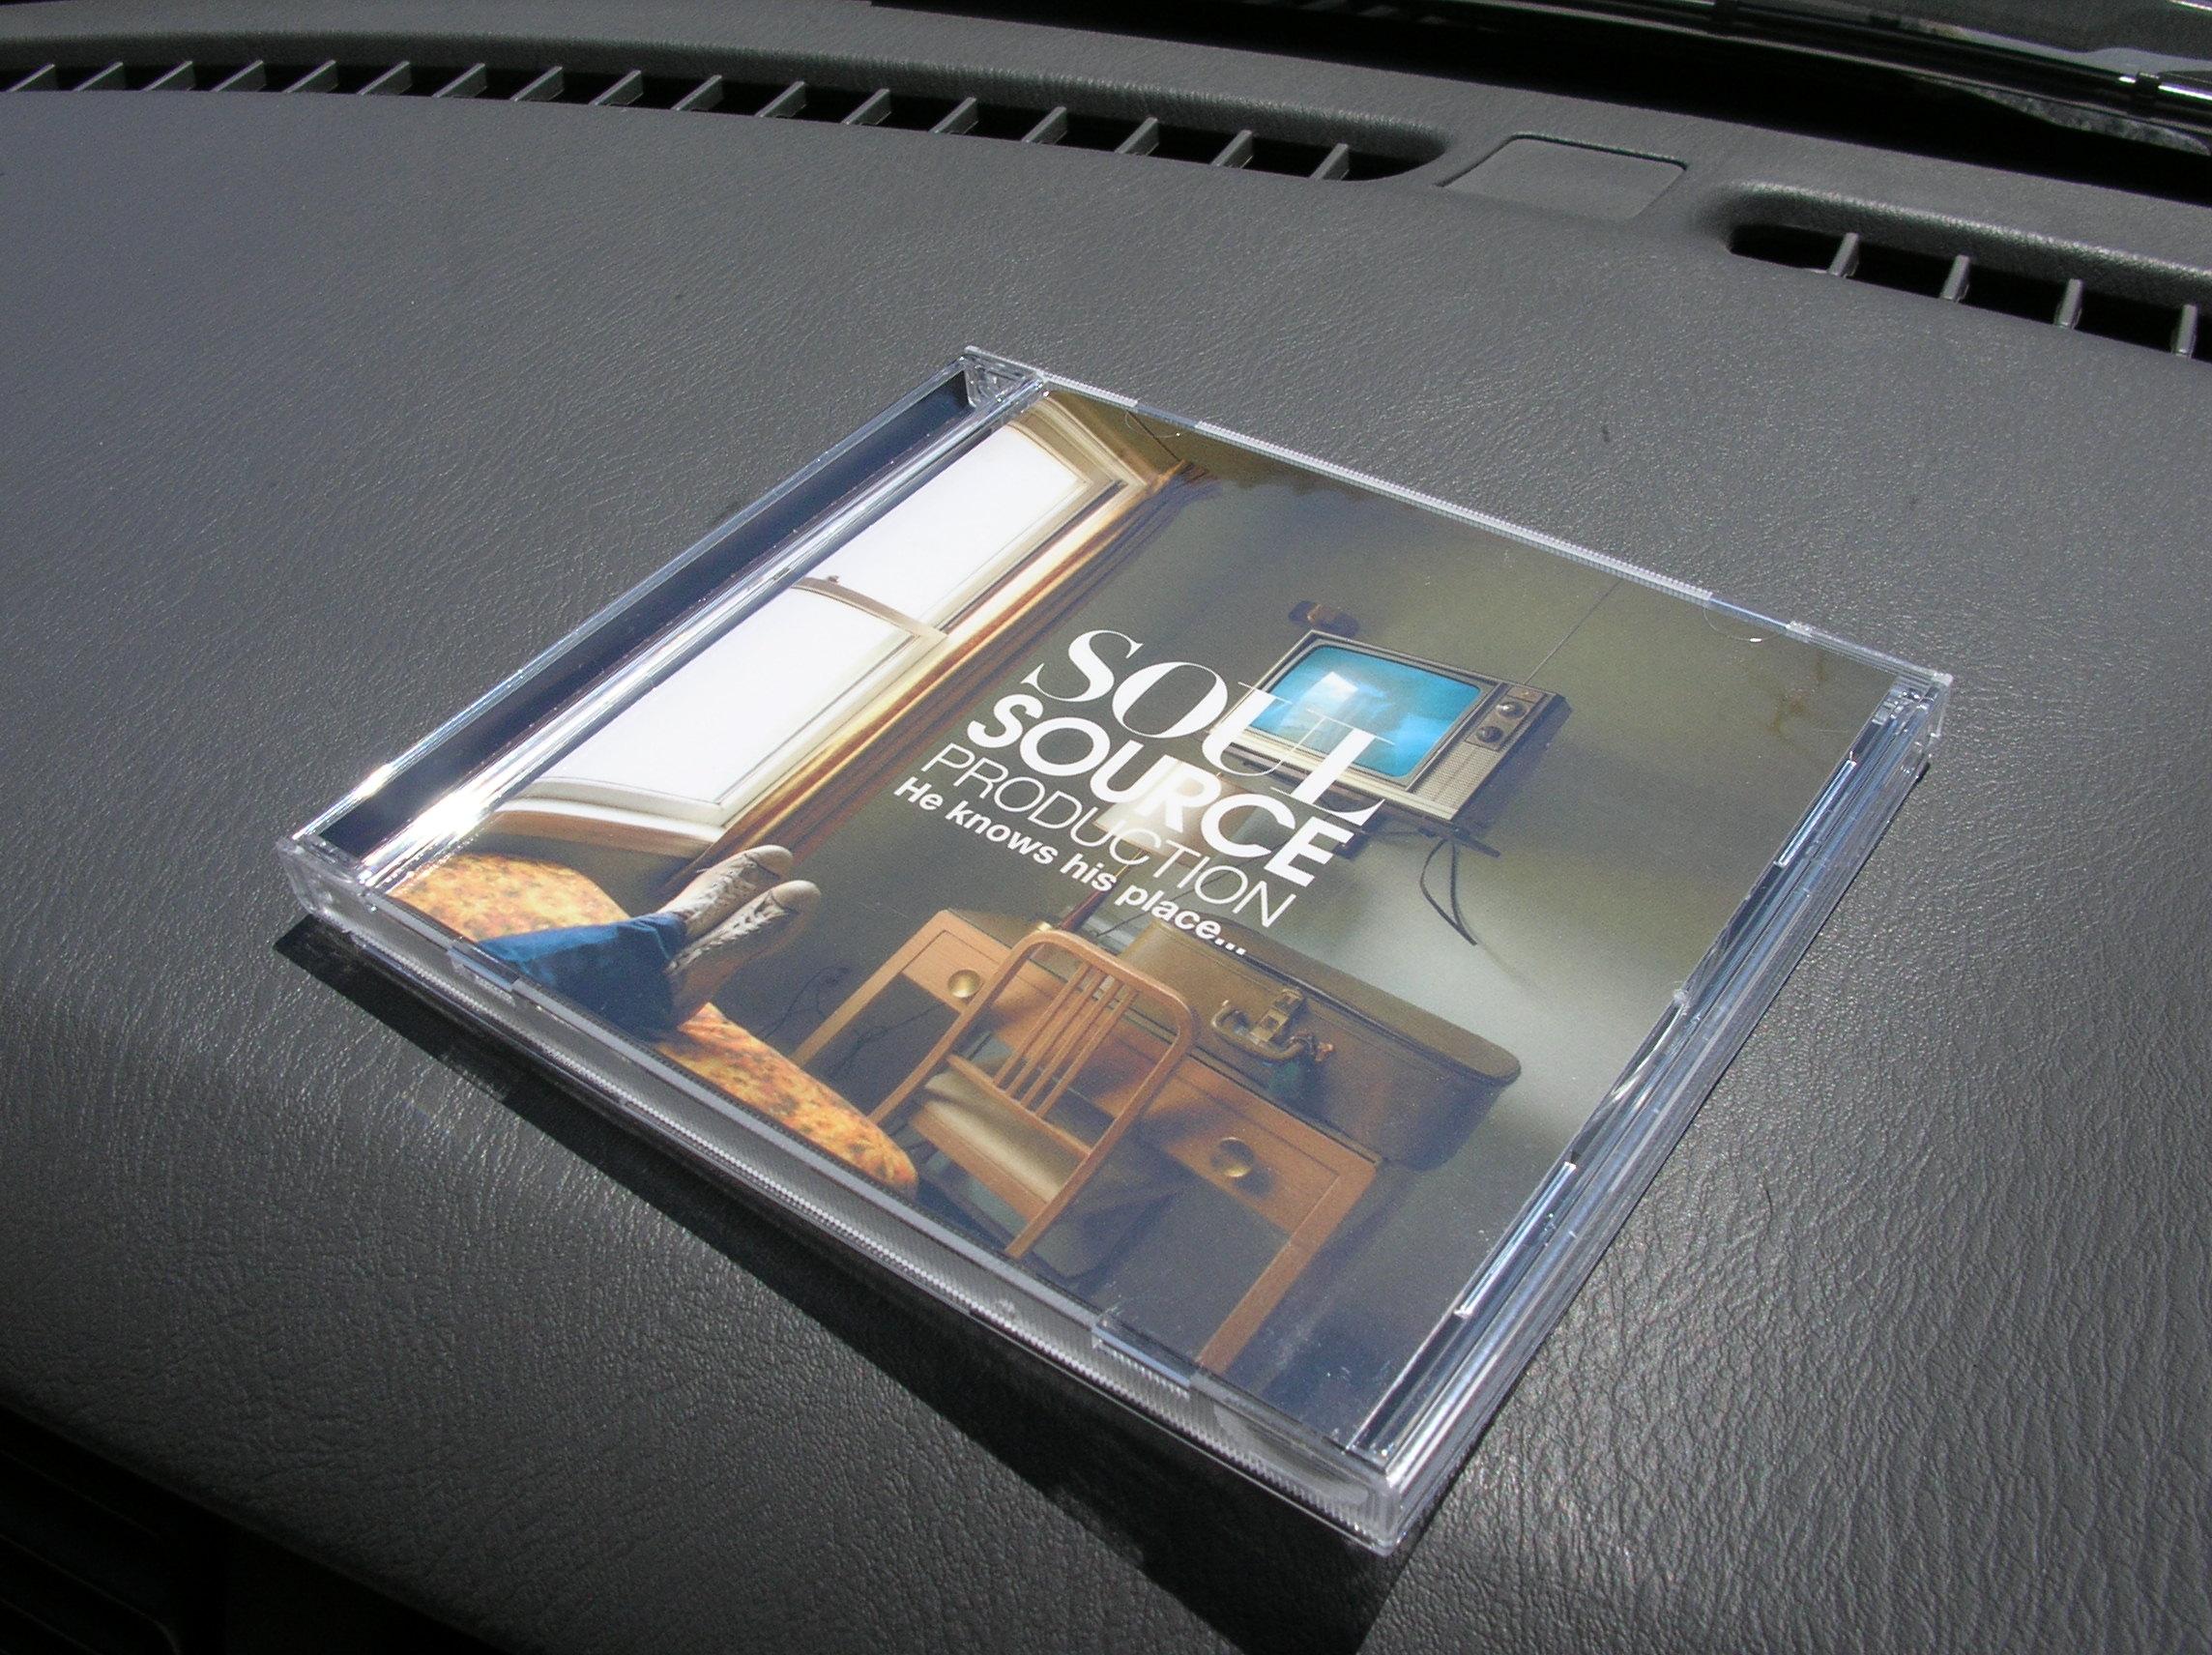 SOUL
SOURCE
PRODUCTION
He knows his place...